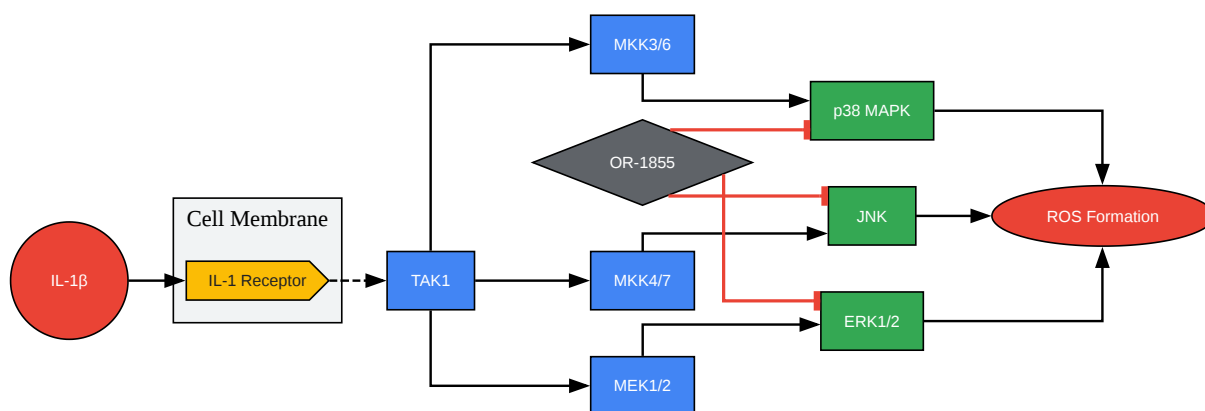 MKK3/6
p38 MAPK
OR-1855
Cell Membrane
JNK
ROS Formation
IL-1β
IL-1 Receptor
TAK1
MKK4/7
ERK1/2
MEK1/2